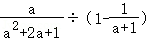 a/(a²+2a+1) ÷ (1-1/(a+1))